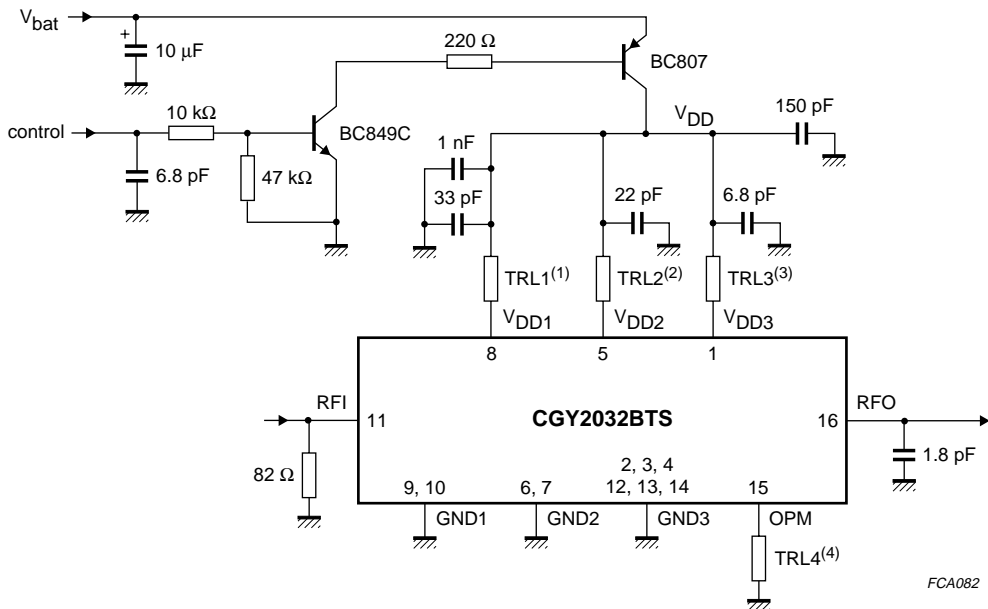 Vbat
+
10 μF
220 Ω
BC807
control
10 kΩ
BC849C
VDD
150 pF
6.8 pF
47 kΩ
1 nF
33 pF
22 pF
6.8 pF
TRL1(1)
TRL2(2)
TRL3(3)
VDD1
VDD2
VDD3
8
5
1
RFI
11
CGY2032BTS
16
RFO
82 Ω
1.8 pF
9, 10
6, 7
2, 3, 4
12, 13, 14
15
GND1
GND2
GND3
OPM
TRL4(4)
FCA082